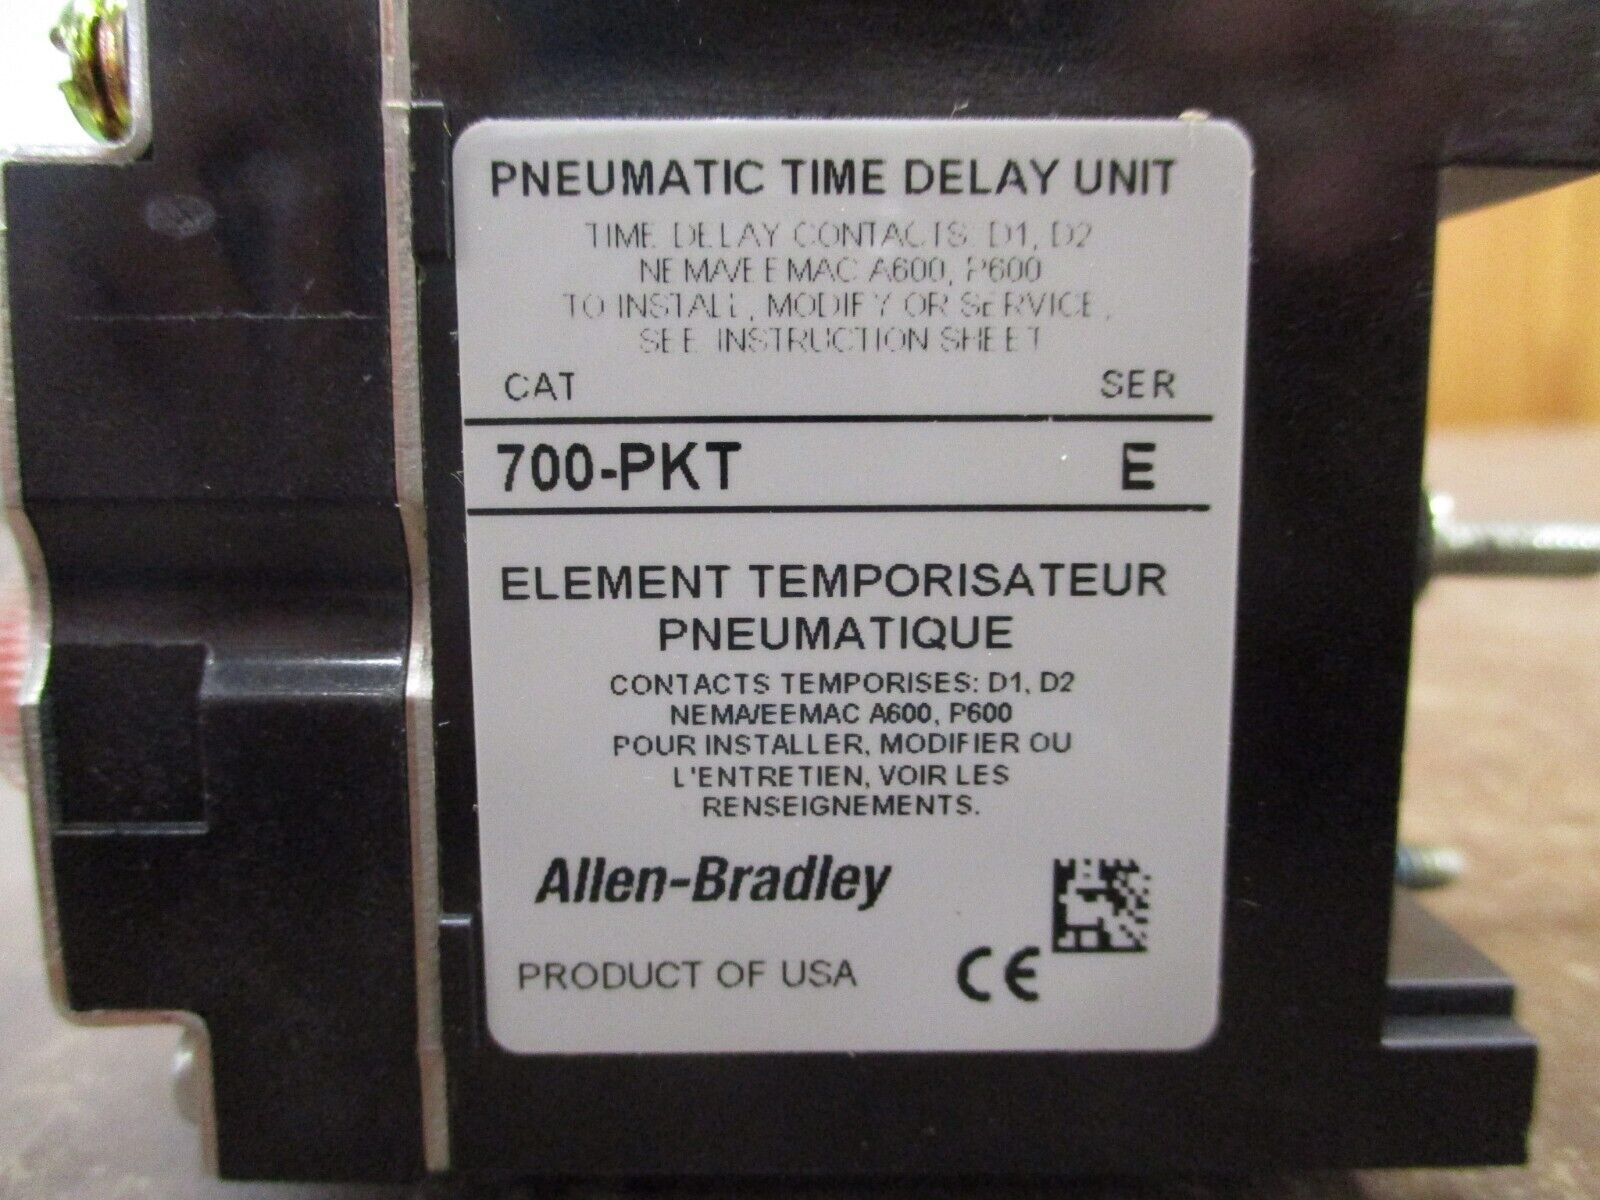 PNEUMATIC TIME DELAY UNIT
TIME DELAY CONTACTS: D1, D2
NEMA/EEMAC A600, P600
TO INSTALL, MODIFY OR SERVICE,
SEE INSTRUCTION SHEET
CAT SER
700-PKT E
ELEMENT TEMPORISATEUR
PNEUMATIQUE
CONTACTS TEMPORISES: D1, D2
NEMA/EEMAC A600, P600
POUR INSTALLER, MODIFIER OU
L'ENTRETIEN, VOIR LES
RENSEIGNEMENTS.
Allen-Bradley
PRODUCT OF USA CE